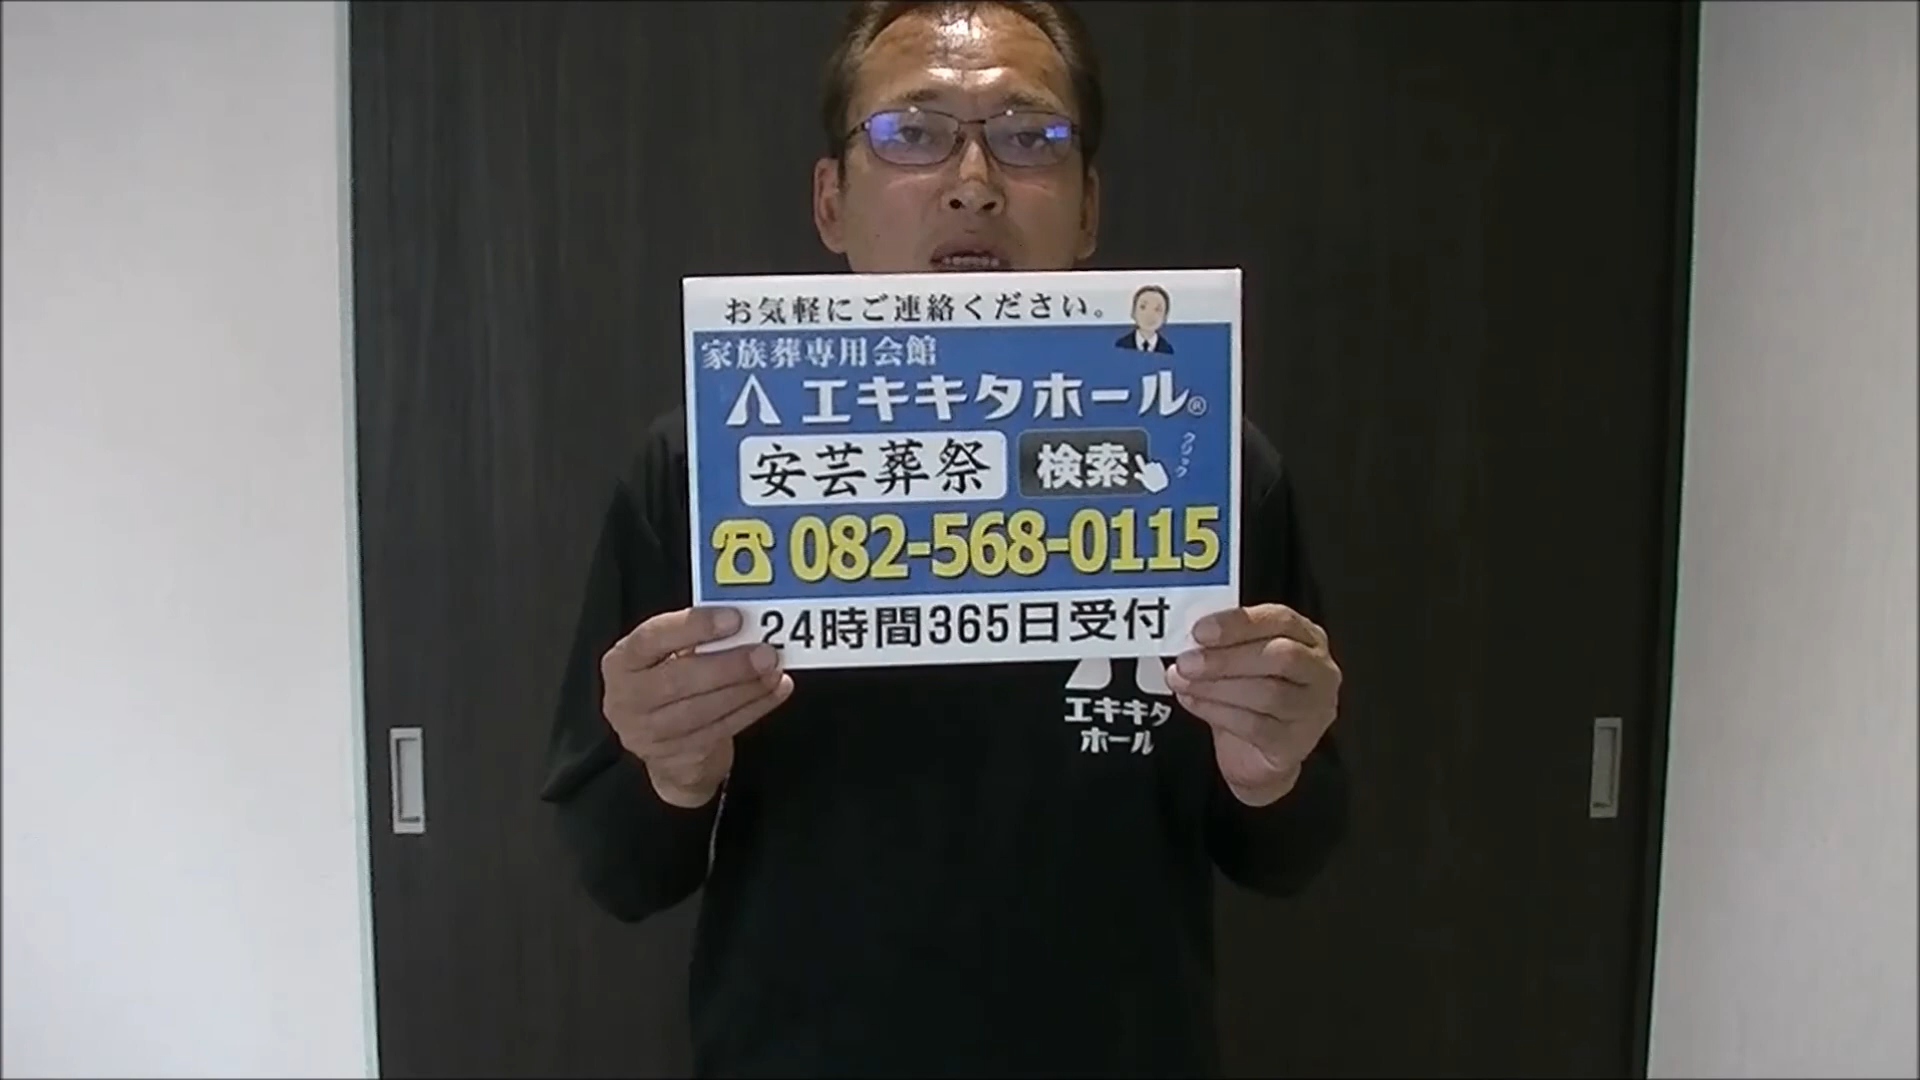 お気軽にご連絡ください。
家族葬専用会館
エキキタホール®
安芸葬祭 検索 クリック
082-568-0115
24時間365日受付
エキキタ
ホール